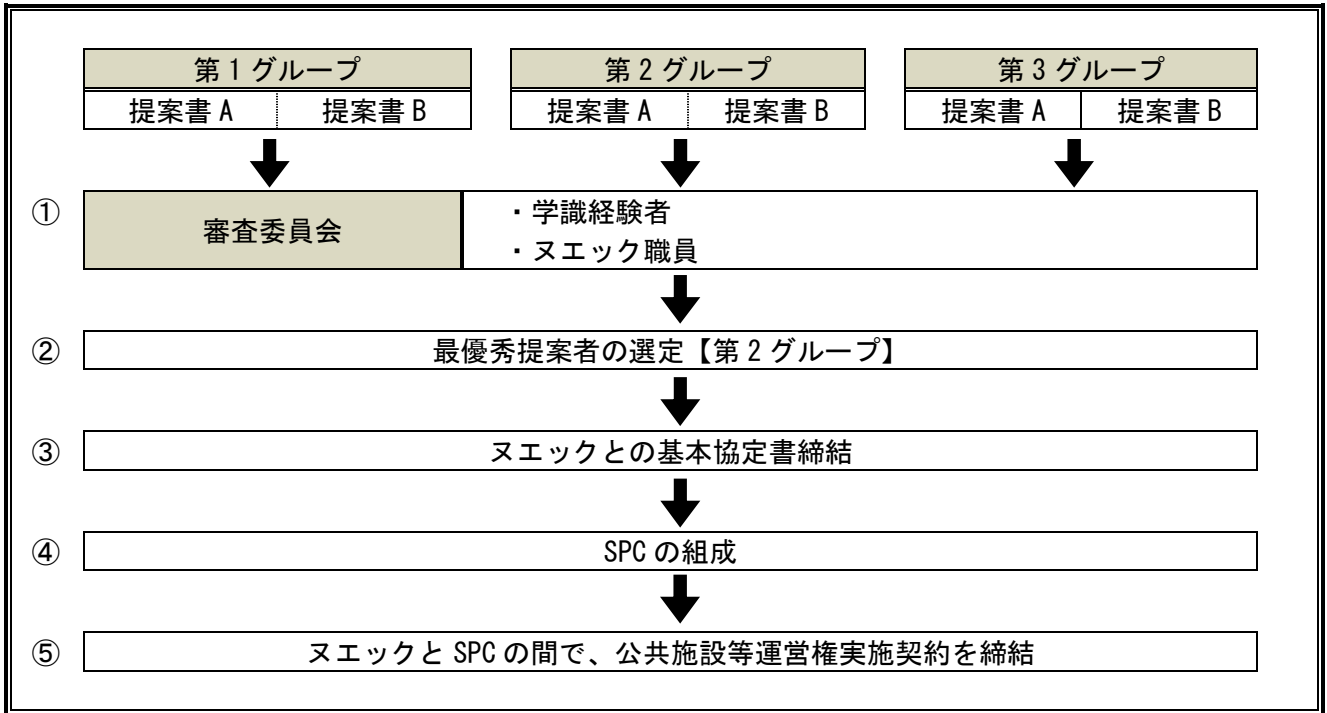 第1グループ 第2グループ 第3グループ
提案書A 提案書B 提案書A 提案書B 提案書A 提案書B
① 審査委員会 ・学識経験者
・ヌエック職員
② 最優秀提案者の選定【第2グループ】
③ ヌエックとの基本協定書締結
④ SPCの組成
⑤ ヌエックとSPCの間で、公共施設等運営権実施契約を締結